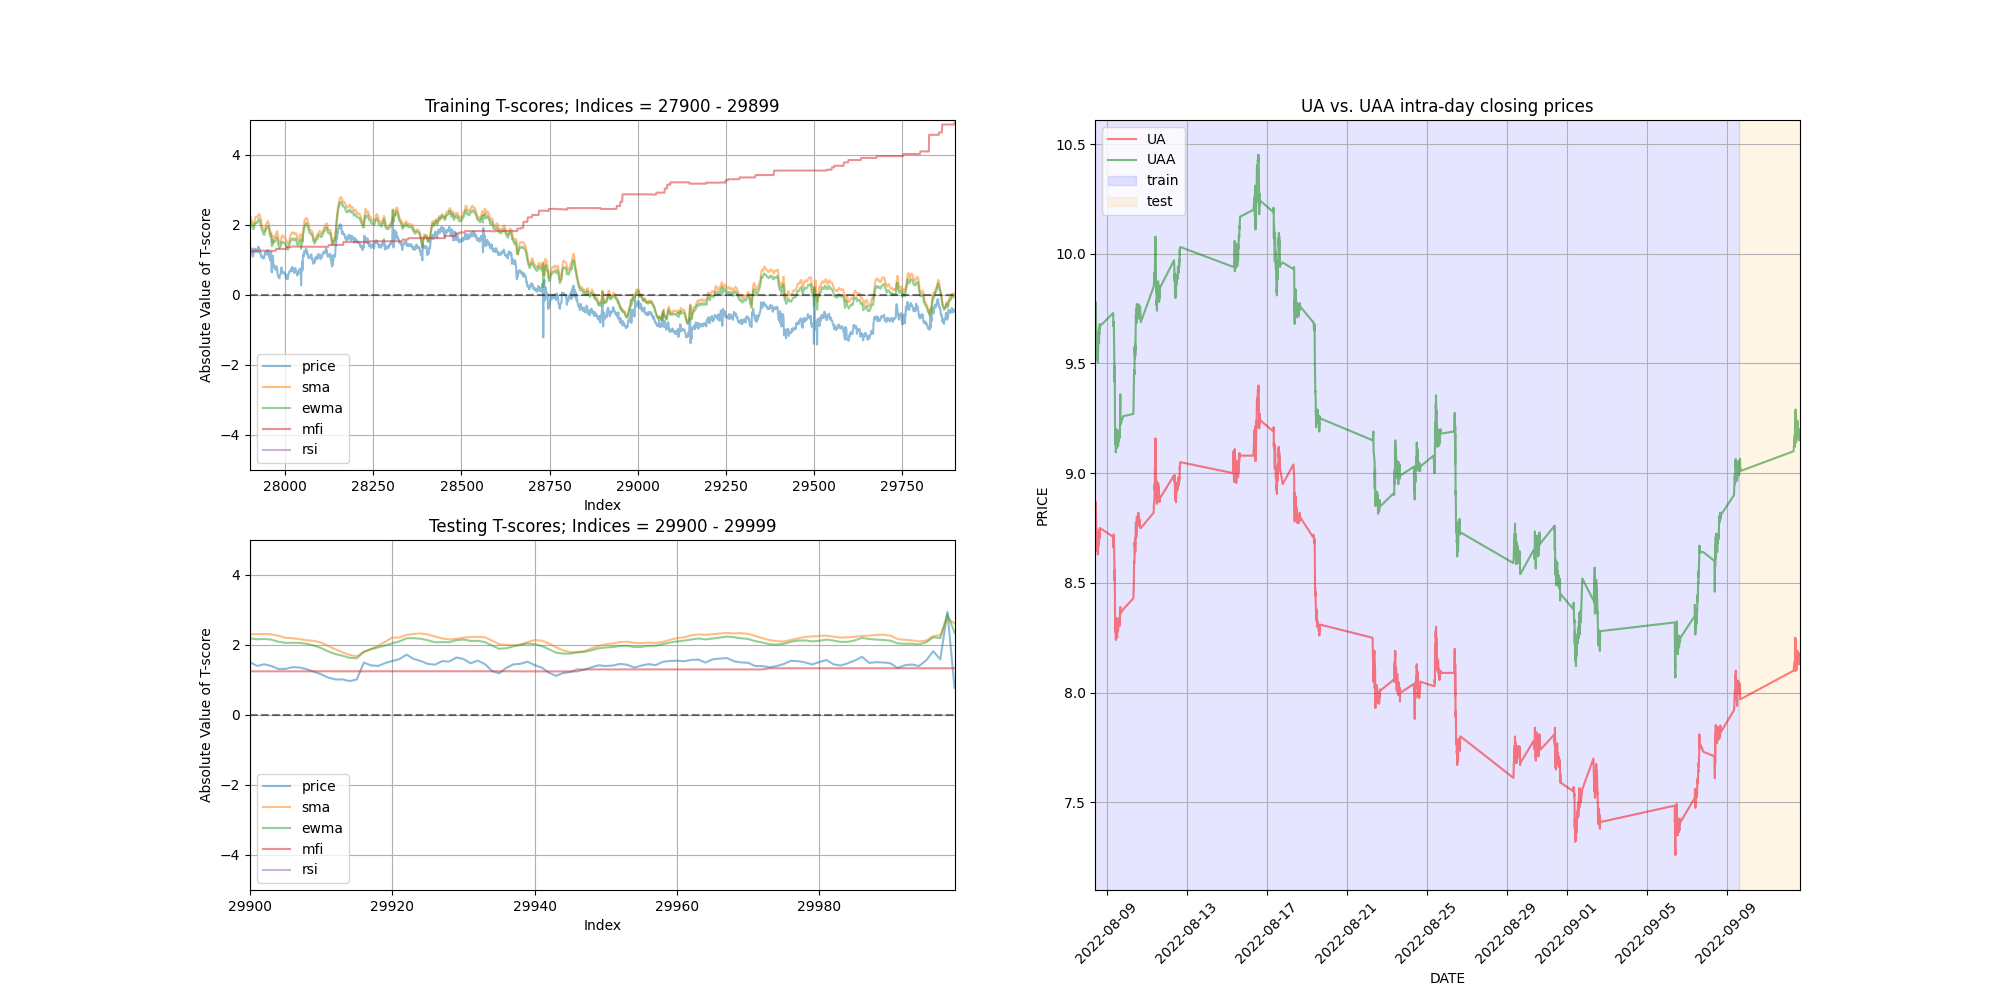 Training T-scores; Indices = 27900 - 29899
Absolute Value of T-score
4
2
0
−2
−4
price
sma
ewma
mfi
rsi
28000 28250 28500 28750 29000 29250 29500 29750
Index
Testing T-scores; Indices = 29900 - 29999
Absolute Value of T-score
4
2
0
−2
−4
price
sma
ewma
mfi
rsi
29900 29920 29940 29960 29980
Index
UA vs. UAA intra-day closing prices
PRICE
10.5
10.0
9.5
9.0
8.5
8.0
7.5
UA
UAA
train
test
2022-08-09 2022-08-13 2022-08-17 2022-08-21 2022-08-25 2022-08-29 2022-09-01 2022-09-05 2022-09-09
DATE